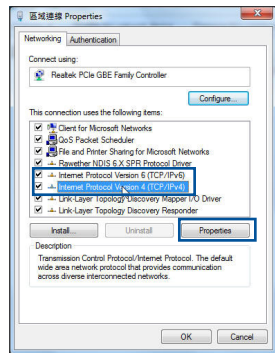 區域連線 Properties
Networking Authentication
Connect using:
Realtek PCIe GBE Family Controller
Configure...
This connection uses the following items:
Client for Microsoft Networks
QoS Packet Scheduler
File and Printer Sharing for Microsoft Networks
Rawether NDIS 6.X SPR Protocol Driver
Internet Protocol Version 6 (TCP/IPv6)
Internet Protocol Version 4 (TCP/IPv4)
Link-Layer Topology Discovery Mapper I/O Driver
Link-Layer Topology Discovery Responder
Install... Uninstall Properties
Description
Transmission Control Protocol/Internet Protocol. The default
wide area network protocol that provides communication
across diverse interconnected networks.
OK Cancel